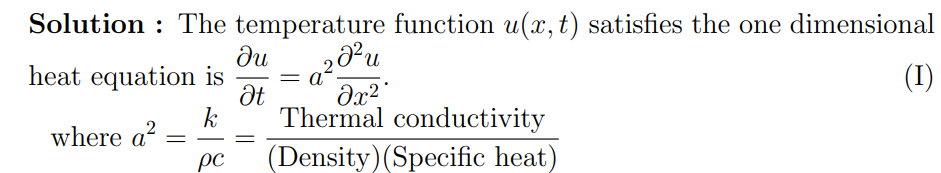 Solution : The temperature function u(x, t) satisfies the one dimensional
heat equation is ∂u/∂t = a² ∂²u/∂x². (I)
where a² = k/ρc = Thermal conductivity/(Density)(Specific heat)